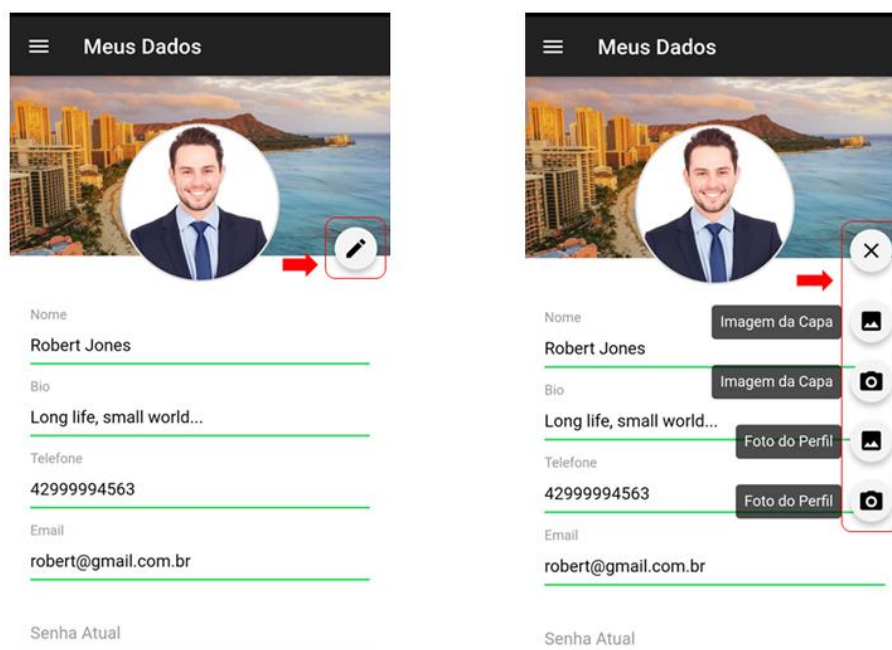 Meus Dados
Nome
Robert Jones
Bio
Long life, small world...
Telefone
42999994563
Email
robert@gmail.com.br
Senha Atual
Meus Dados
Imagem da Capa
Nome
Robert Jones
Imagem da Capa
Bio
Long life, small world...
Foto do Perfil
Telefone
42999994563
Foto do Perfil
Email
robert@gmail.com.br
Senha Atual